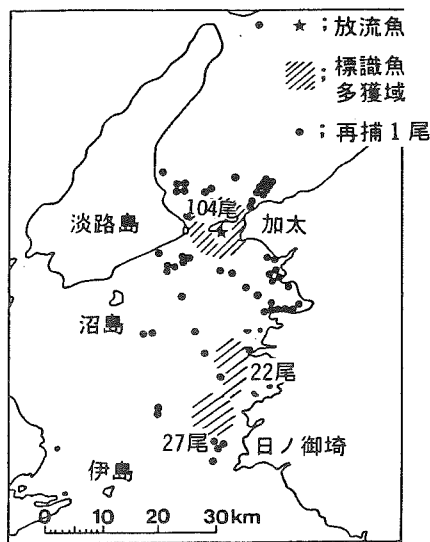 ★;放流魚
標識魚
多獲域
●;再捕1尾
104尾
淡路島
加太
沼島
22尾
27尾
日ノ御埼
伊島
0 10 20 30km